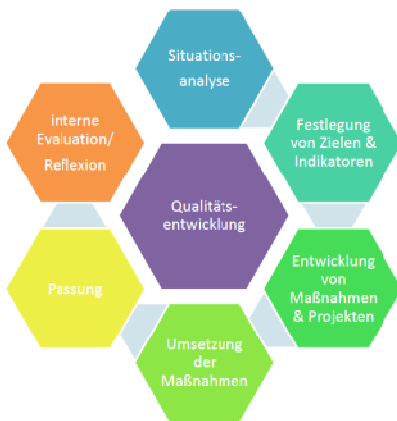 Situations-
analyse
Festlegung
von Zielen &
Indikatoren
Entwicklung
von
Maßnahmen
& Projekten
Umsetzung
der
Maßnahmen
Passung
interne
Evaluation/
Reflexion
Qualitäts-
entwicklung